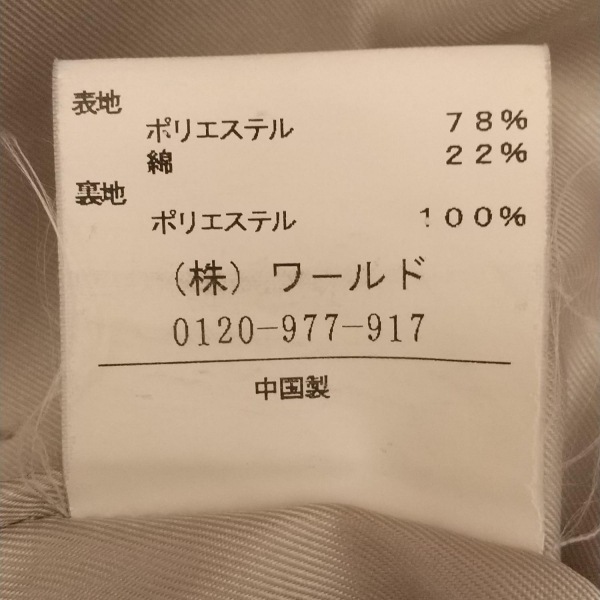 表地
ポリエステル 78%
綿 22%
裏地
ポリエステル 100%
(株) ワールド
0120-977-917
中国製